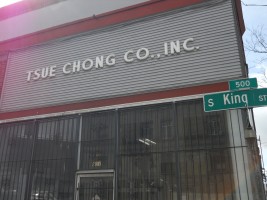 TSUE CHONG CO., INC.
500
S King ST